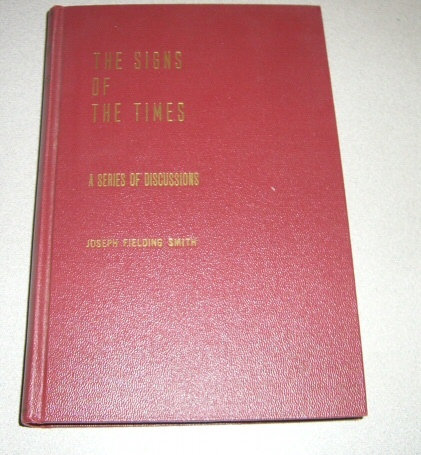 THE SIGNS
OF
THE TIMES
A SERIES OF DISCUSSIONS
JOSEPH FIELDING SMITH